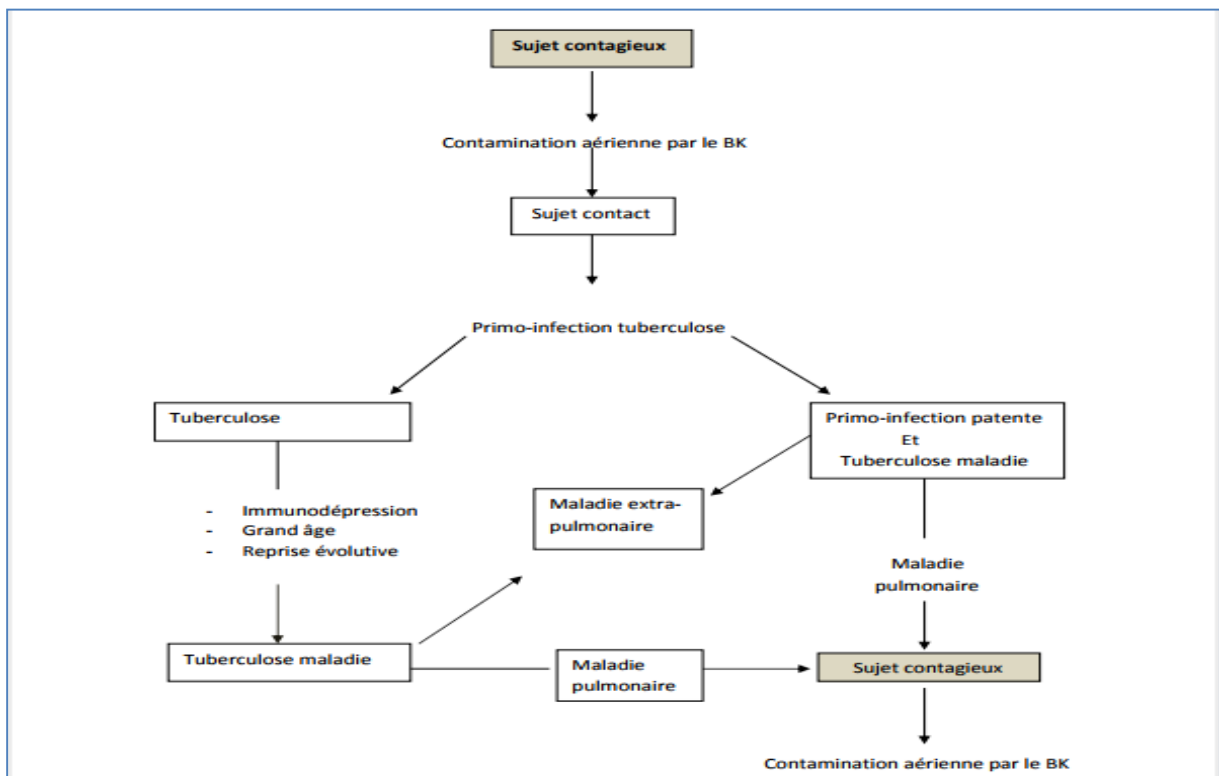 Sujet contagieux
Contamination aérienne par le BK
Sujet contact
Primo-infection tuberculose
Tuberculose
Primo-infection patente
Et
Tuberculose maladie
- Immunodépression
- Grand âge
- Reprise évolutive
Maladie extra-
pulmonaire
Maladie
pulmonaire
Tuberculose maladie
Maladie
pulmonaire
Sujet contagieux
Contamination aérienne par le BK